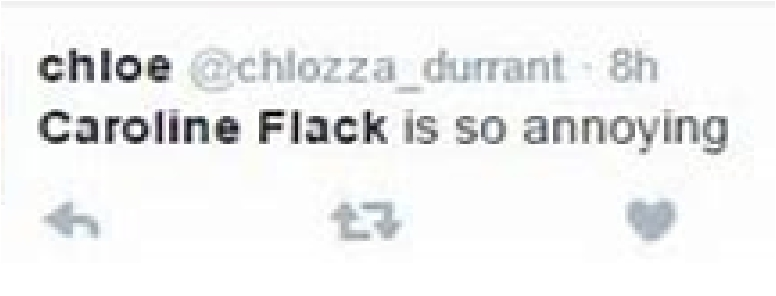 chloe @chlozza_durrant · 8h
Caroline Flack is so annoying